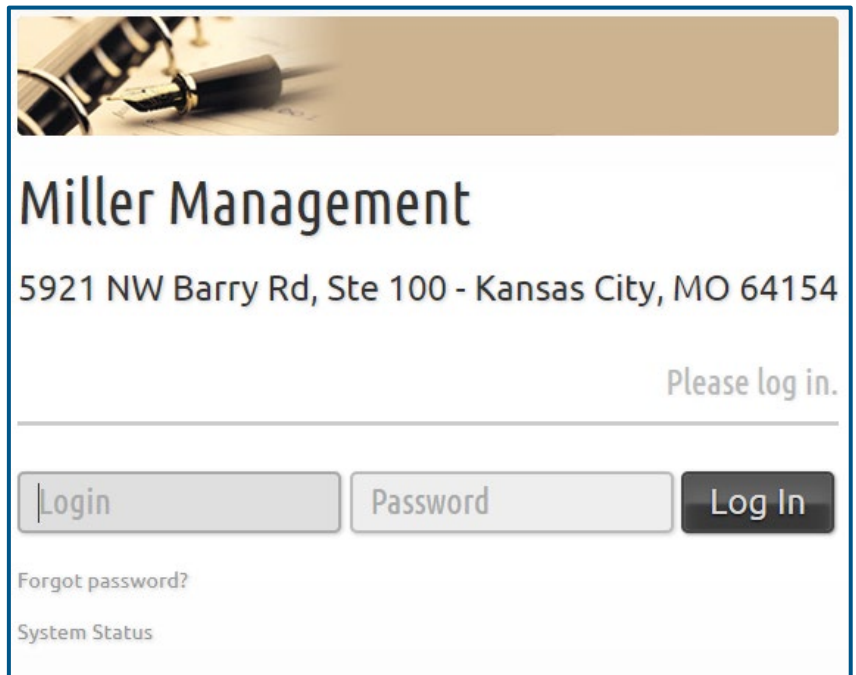 Miller Management
5921 NW Barry Rd, Ste 100 - Kansas City, MO 64154
Please log in.
Login Password Log In
Forgot password?
System Status